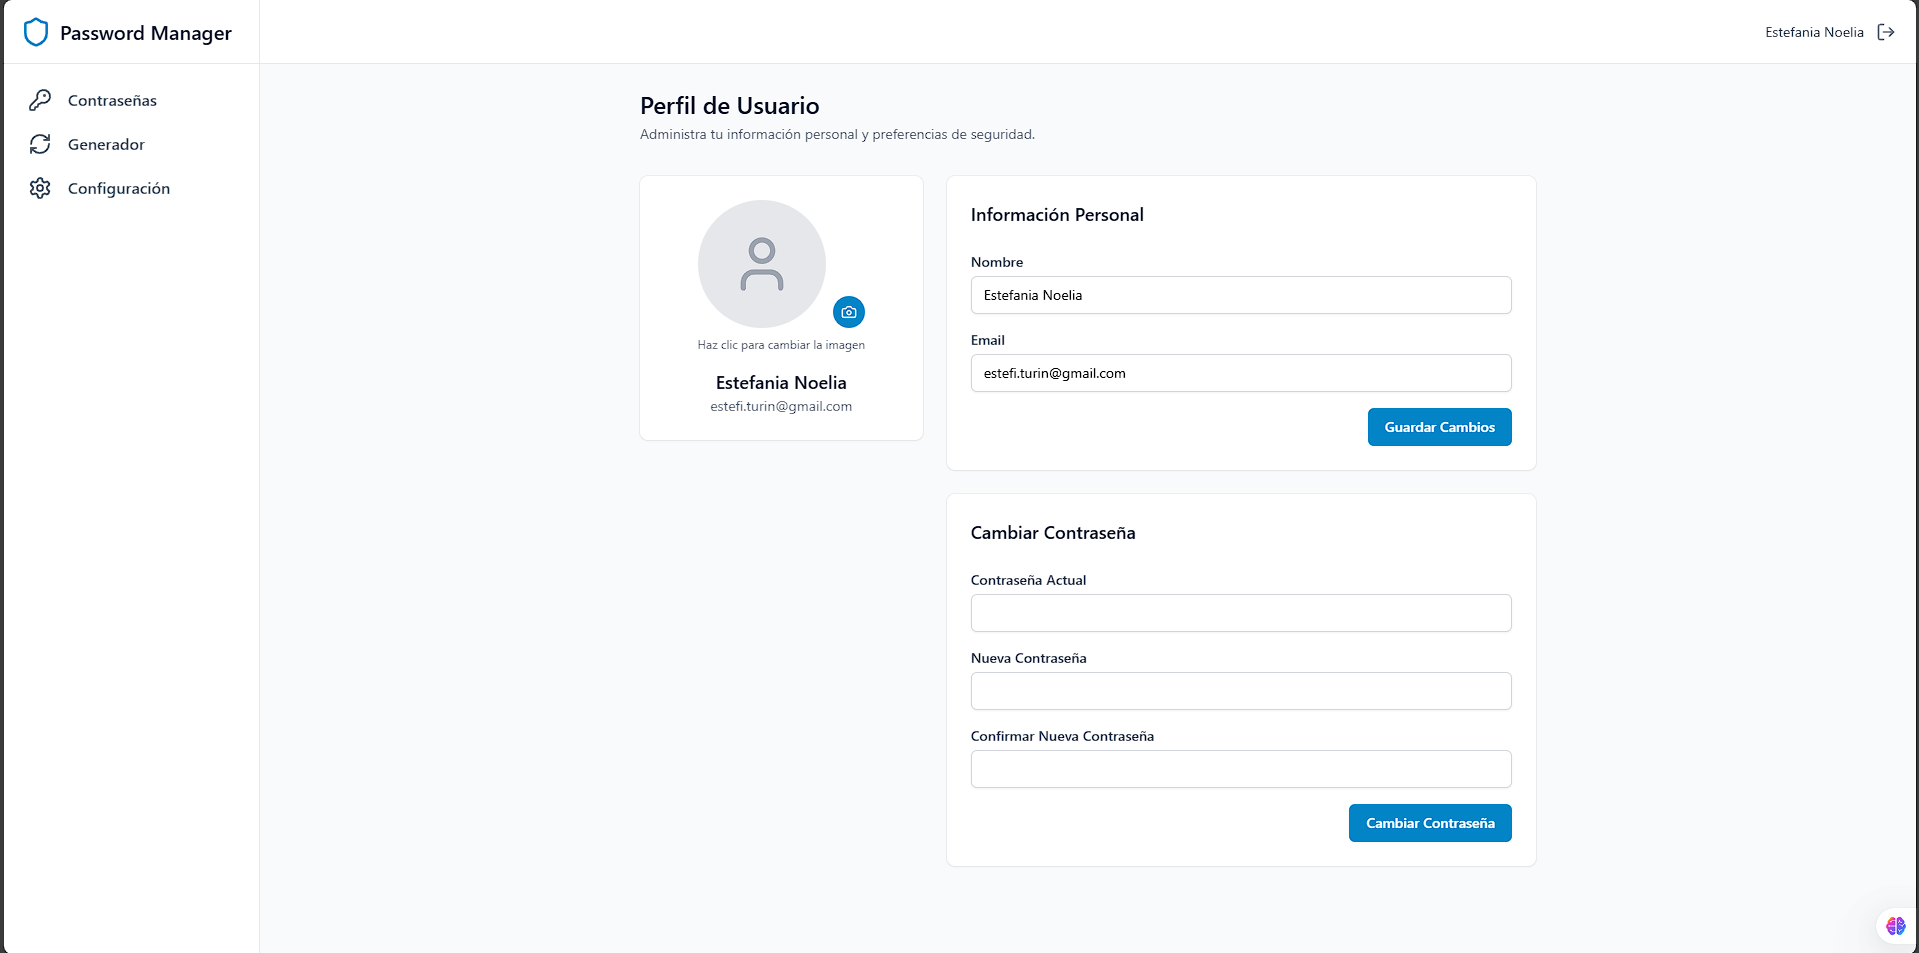 Password Manager
Estefania Noelia
Contraseñas
Generador
Configuración
Perfil de Usuario
Administra tu información personal y preferencias de seguridad.
Haz clic para cambiar la imagen
Estefania Noelia
estefi.turin@gmail.com
Información Personal
Nombre
Estefania Noelia
Email
estefi.turin@gmail.com
Guardar Cambios
Cambiar Contraseña
Contraseña Actual
Nueva Contraseña
Confirmar Nueva Contraseña
Cambiar Contraseña